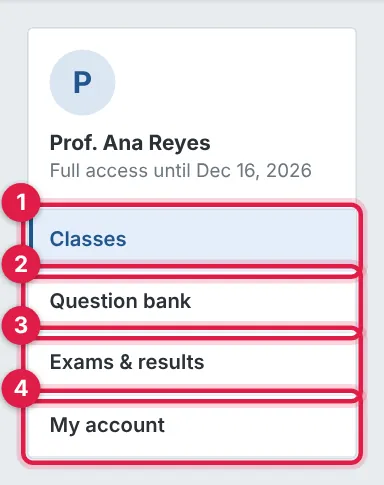 P
Prof. Ana Reyes
Full access until Dec 16, 2026
1
Classes
2
Question bank
3
Exams & results
4
My account